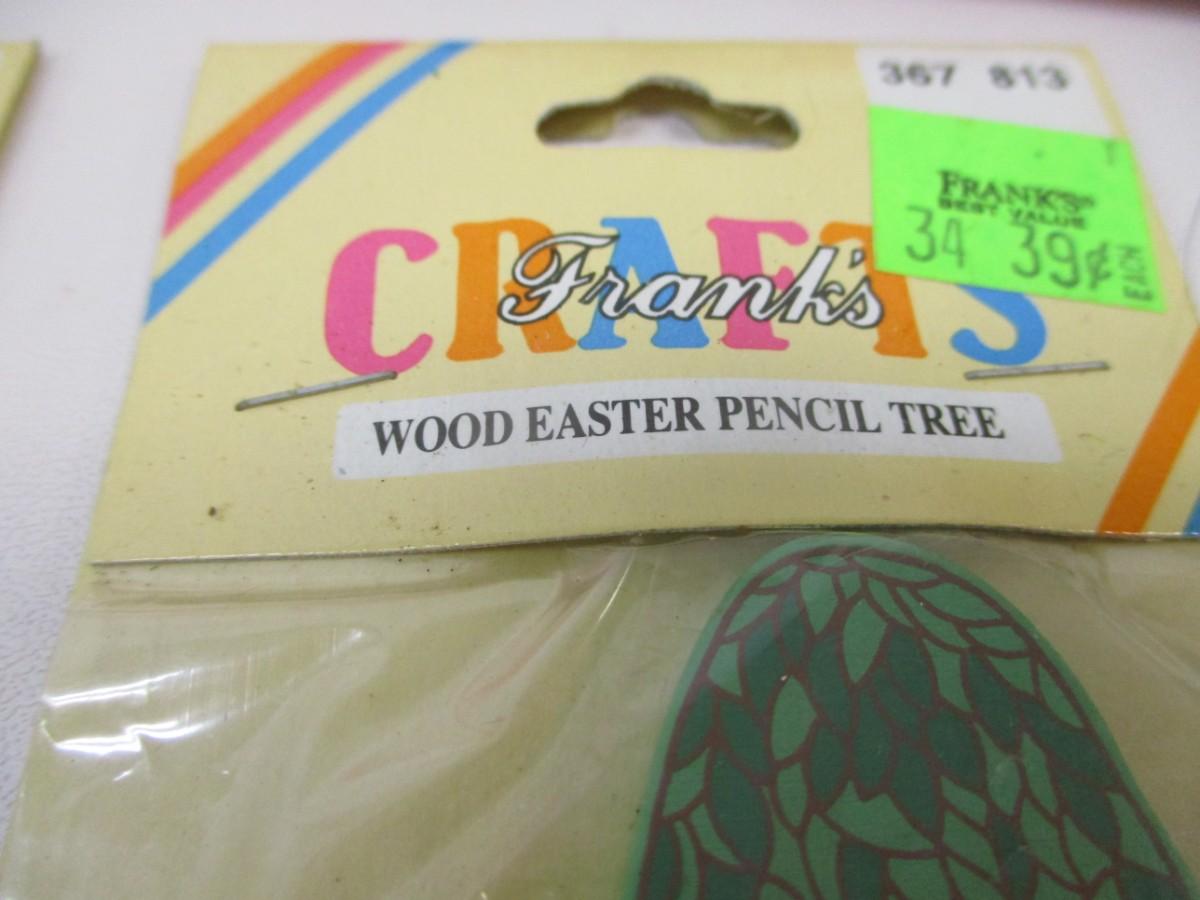 367 813
FRANK'S
BEST VALUE
34 39¢ EACH
CRAFTS
Frank's
WOOD EASTER PENCIL TREE